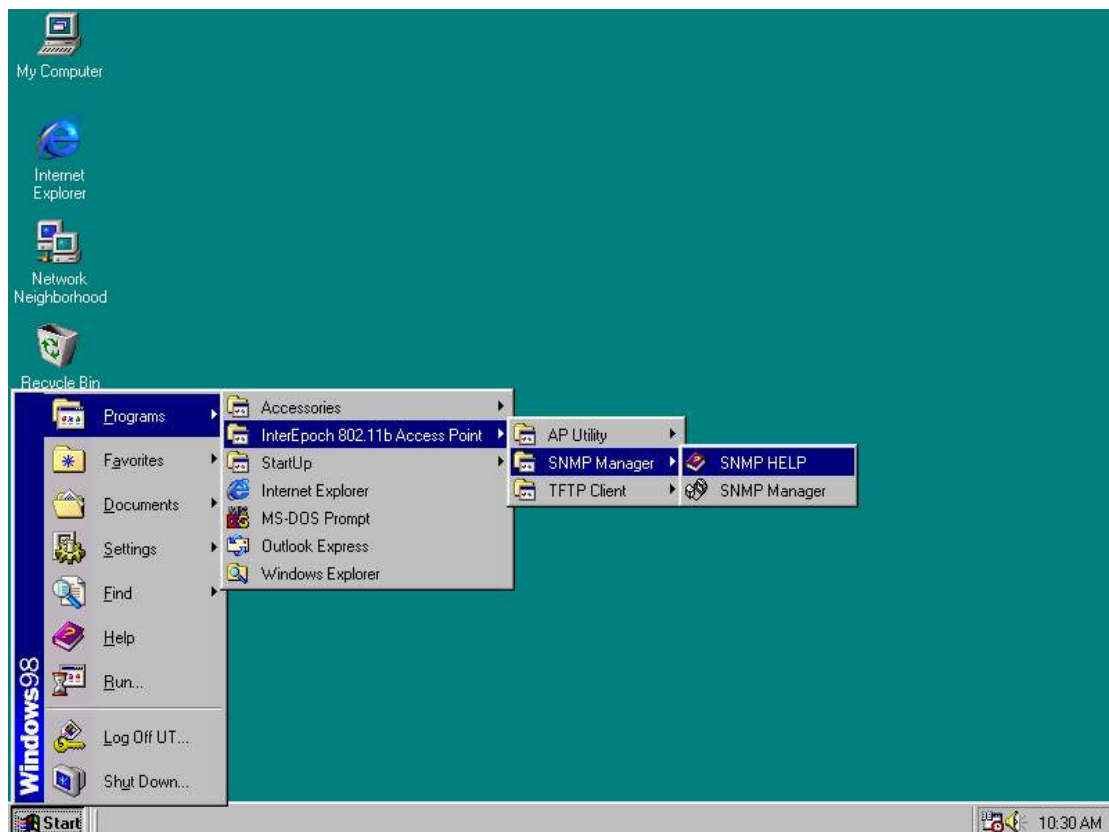 My Computer
Internet
Explorer
Network
Neighborhood
Recycle Bin
Programs
Favorites
Documents
Settings
Find
Help
Run...
Log Off UT...
Shut Down...
Windows98
Accessories
InterEpoch 802.11b Access Point
StartUp
Internet Explorer
MS-DOS Prompt
Outlook Express
Windows Explorer
AP Utility
SNMP Manager
TFTP Client
SNMP HELP
SNMP Manager
Start
10:30 AM